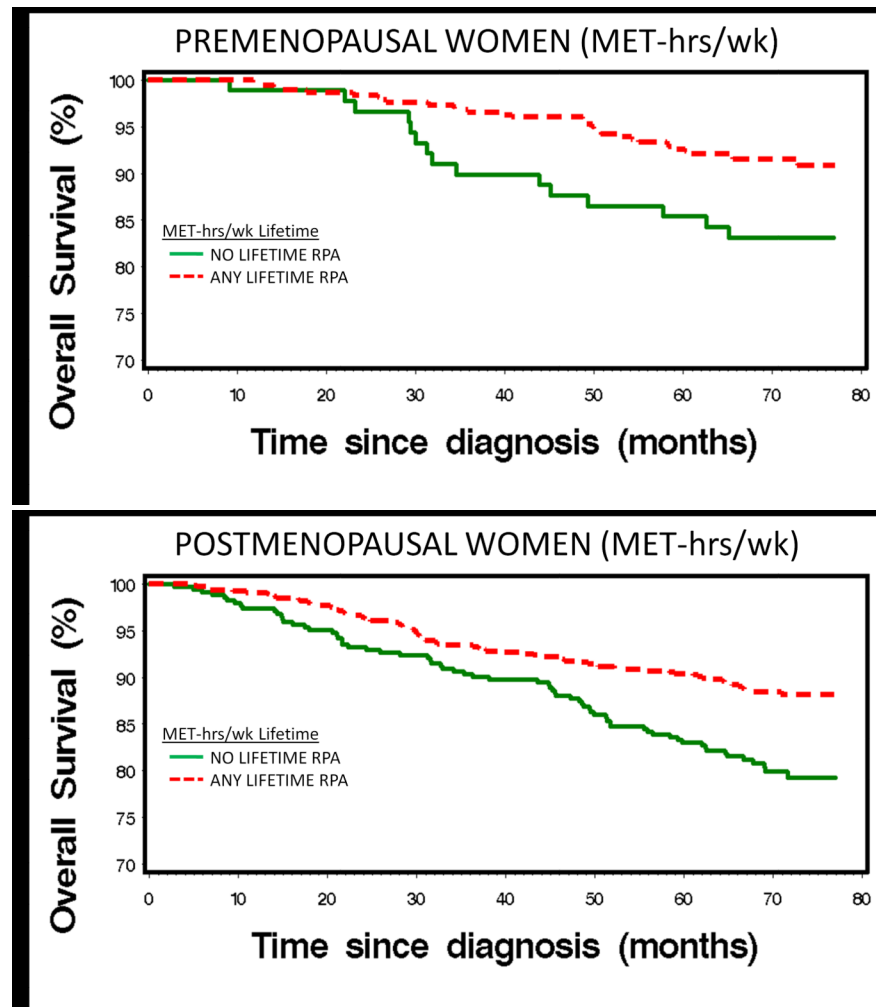 PREMENOPAUSAL WOMEN (MET-hrs/wk)
Overall Survival (%)
100
95
90
85
80
75
70
MET-hrs/wk Lifetime
NO LIFETIME RPA
ANY LIFETIME RPA
0 10 20 30 40 50 60 70 80
Time since diagnosis (months)
POSTMENOPAUSAL WOMEN (MET-hrs/wk)
Overall Survival (%)
100
95
90
85
80
75
70
MET-hrs/wk Lifetime
NO LIFETIME RPA
ANY LIFETIME RPA
0 10 20 30 40 50 60 70 80
Time since diagnosis (months)